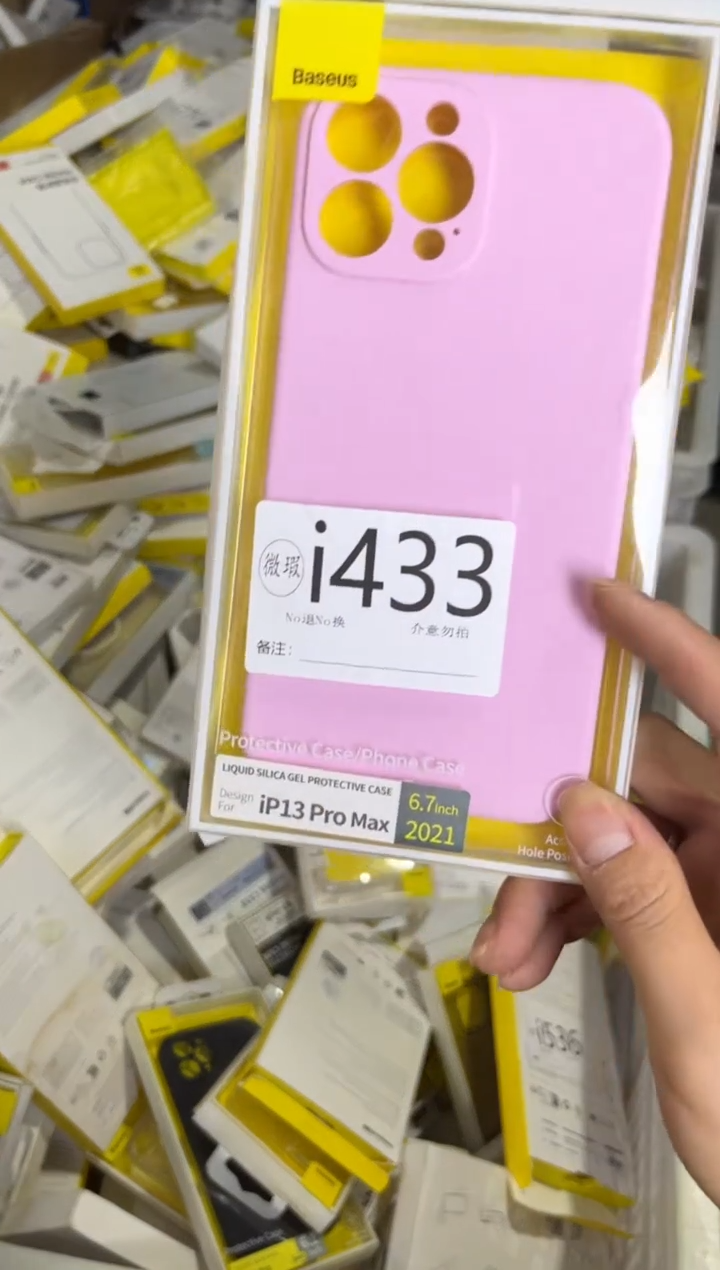 Baseus
微瑕 i433
No退No换 介意勿拍
备注:
Protective Case/Phone Case
LIQUID SILICA GEL PROTECTIVE CASE
Design For iP13 Pro Max
6.7inch
2021
Hole
i536